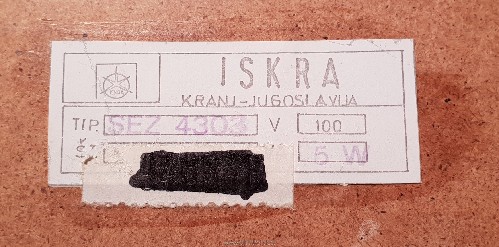 ISKRA
KRANJ-JUGOSLAVIJA
TIP. SEZ 4303 V 100
5 W